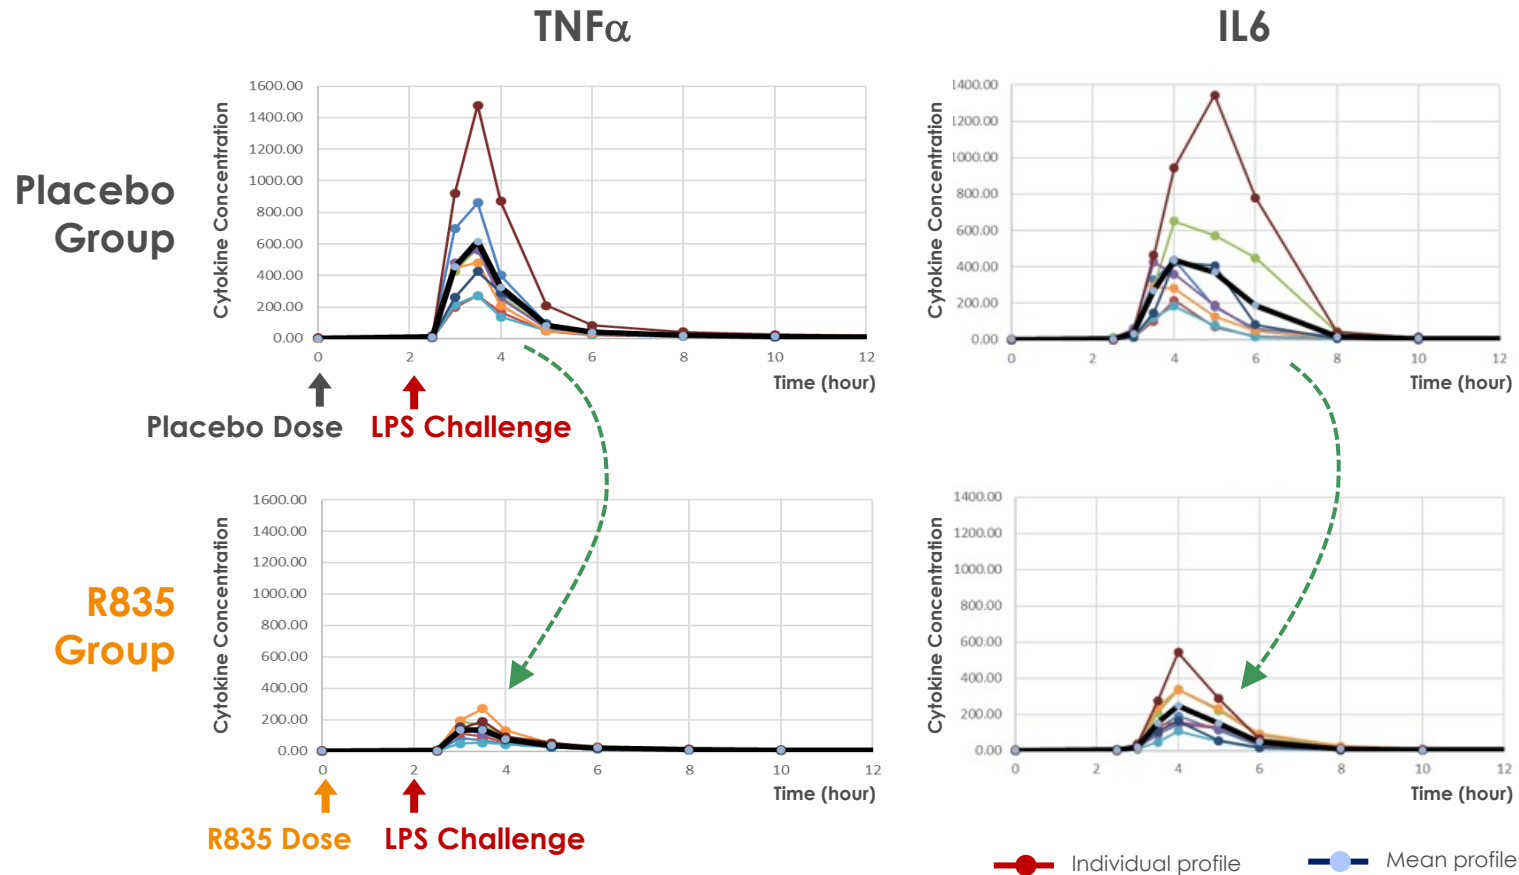 TNFα
IL6
Placebo
Group
Cytokine Concentration
1600.00
1400.00
1200.00
1000.00
800.00
600.00
400.00
200.00
0.00
0 2 4 6 8 10 12
Time (hour)
Placebo Dose
LPS Challenge
Cytokine Concentration
1400.00
1200.00
1000.00
800.00
600.00
400.00
200.00
0.00
0 2 4 6 8 10 12
Time (hour)
R835
Group
Cytokine Concentration
1600.00
1400.00
1200.00
1000.00
800.00
600.00
400.00
200.00
0.00
0 2 4 6 8 10 12
Time (hour)
R835 Dose
LPS Challenge
Cytokine Concentration
1400.00
1200.00
1000.00
800.00
600.00
400.00
200.00
0.00
0 2 4 6 8 10 12
Time (hour)
Individual profile
Mean profile